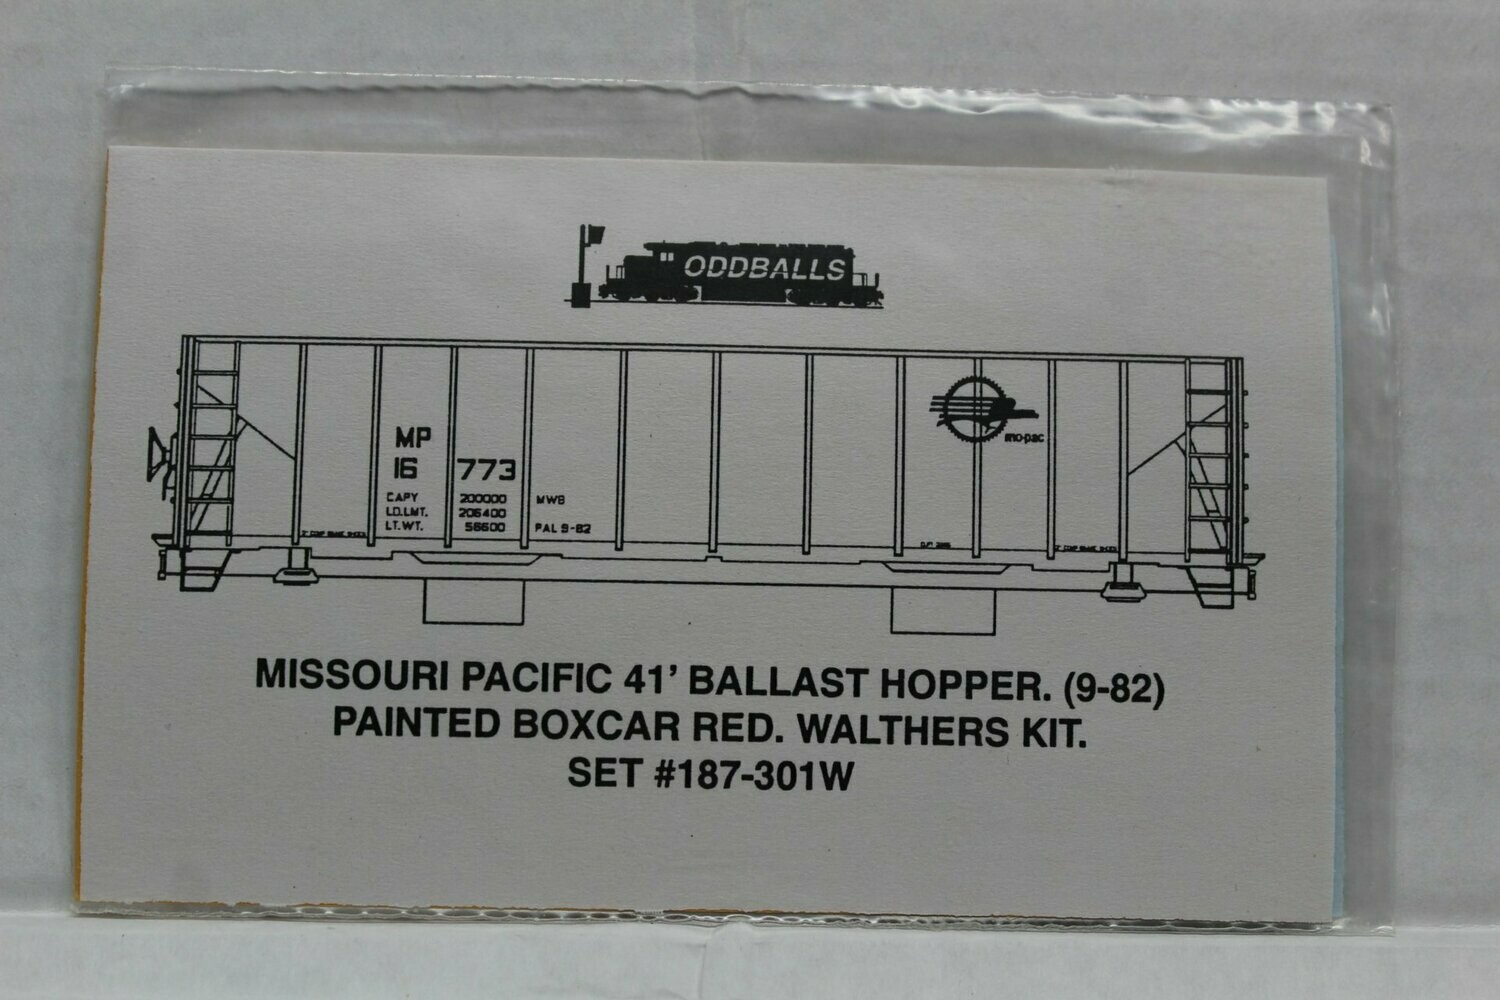 ODDBALLS
mo-pac
MP
16 773
CAPY 200000 MWB
LD.LMT. 206400
LT.WT. 56600 PAL 9-82
MISSOURI PACIFIC 41' BALLAST HOPPER. (9-82)
PAINTED BOXCAR RED. WALTHERS KIT.
SET #187-301W